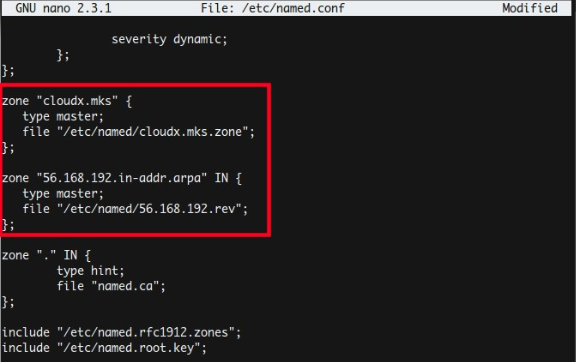 GNU nano 2.3.1 File: /etc/named.conf Modified
severity dynamic;
};
};
zone "cloudx.mks" {
type master;
file "/etc/named/cloudx.mks.zone";
};
zone "56.168.192.in-addr.arpa" IN {
type master;
file "/etc/named/56.168.192.rev";
};
zone "." IN {
type hint;
file "named.ca";
};
include "/etc/named.rfc1912.zones";
include "/etc/named.root.key";